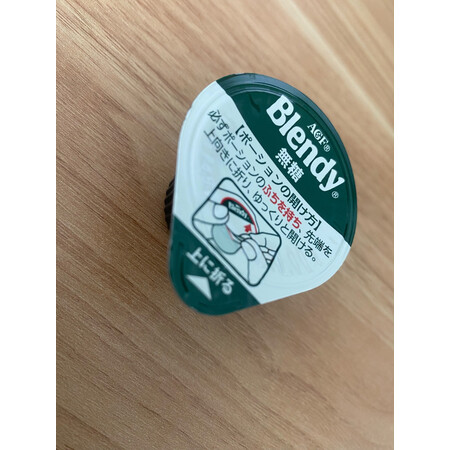 AGF®
Blendy®
無糖
【ポーションの開け方】
必ずポーションのふちを持ち、先端を
上向きに折り、ゆっくりと開ける。
上に折る